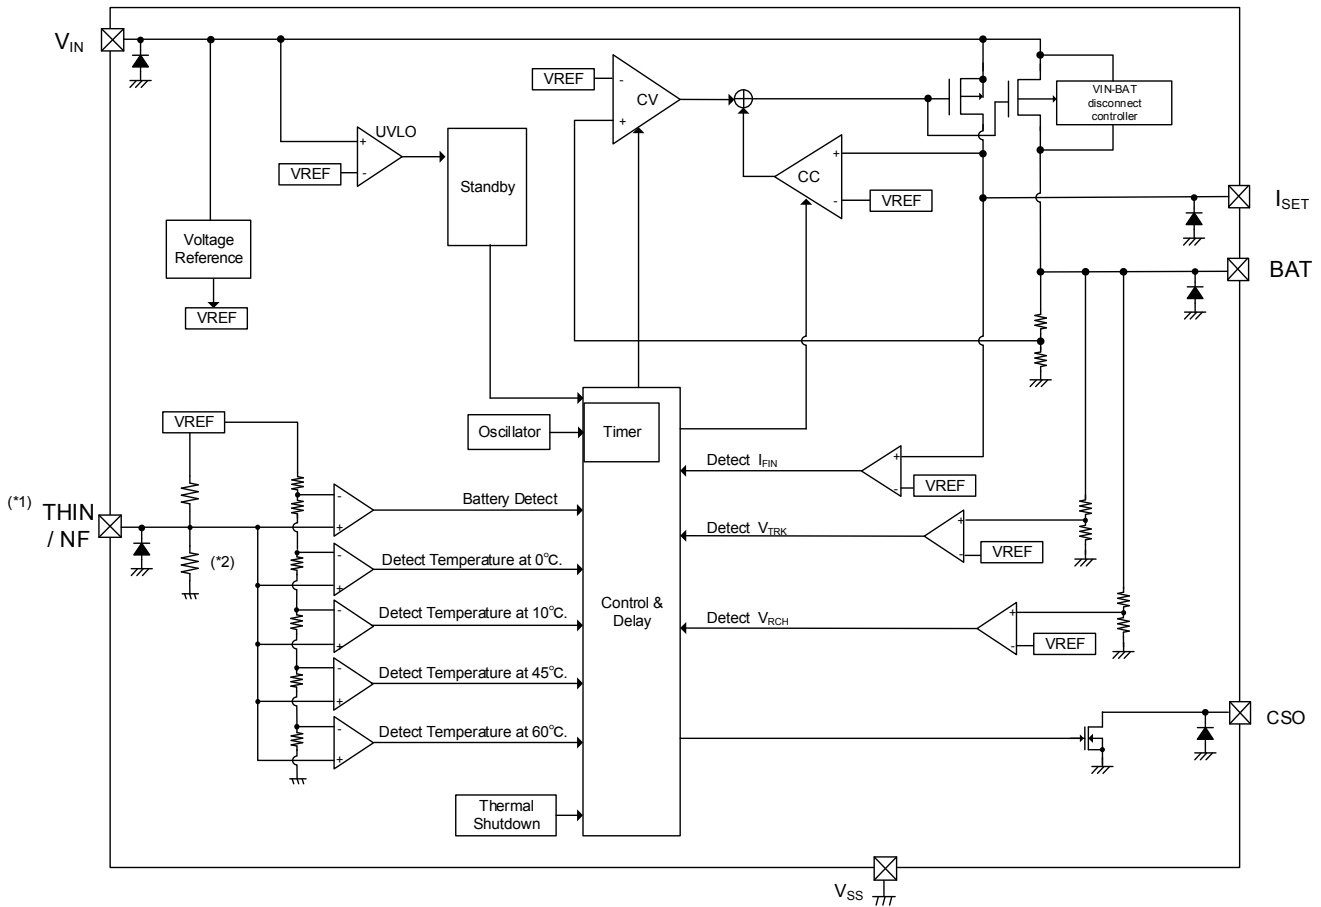 VIN
VREF
-
CV
+
VIN-BAT
disconnect
controller
UVLO
+
-
VREF
Standby
+
CC
-
VREF
ISET
Voltage
Reference
VREF
BAT
VREF
Oscillator
Timer
Detect IFIN
+
-
VREF
(*1) THIN
/ NF
(*2)
-
+
Battery Detect
Detect VTRK
+
-
VREF
-
+
Detect Temperature at 0°C.
-
+
Detect Temperature at 10°C.
Control &
Delay
Detect VRCH
+
-
VREF
-
+
Detect Temperature at 45°C.
-
+
Detect Temperature at 60°C.
CSO
Thermal
Shutdown
VSS